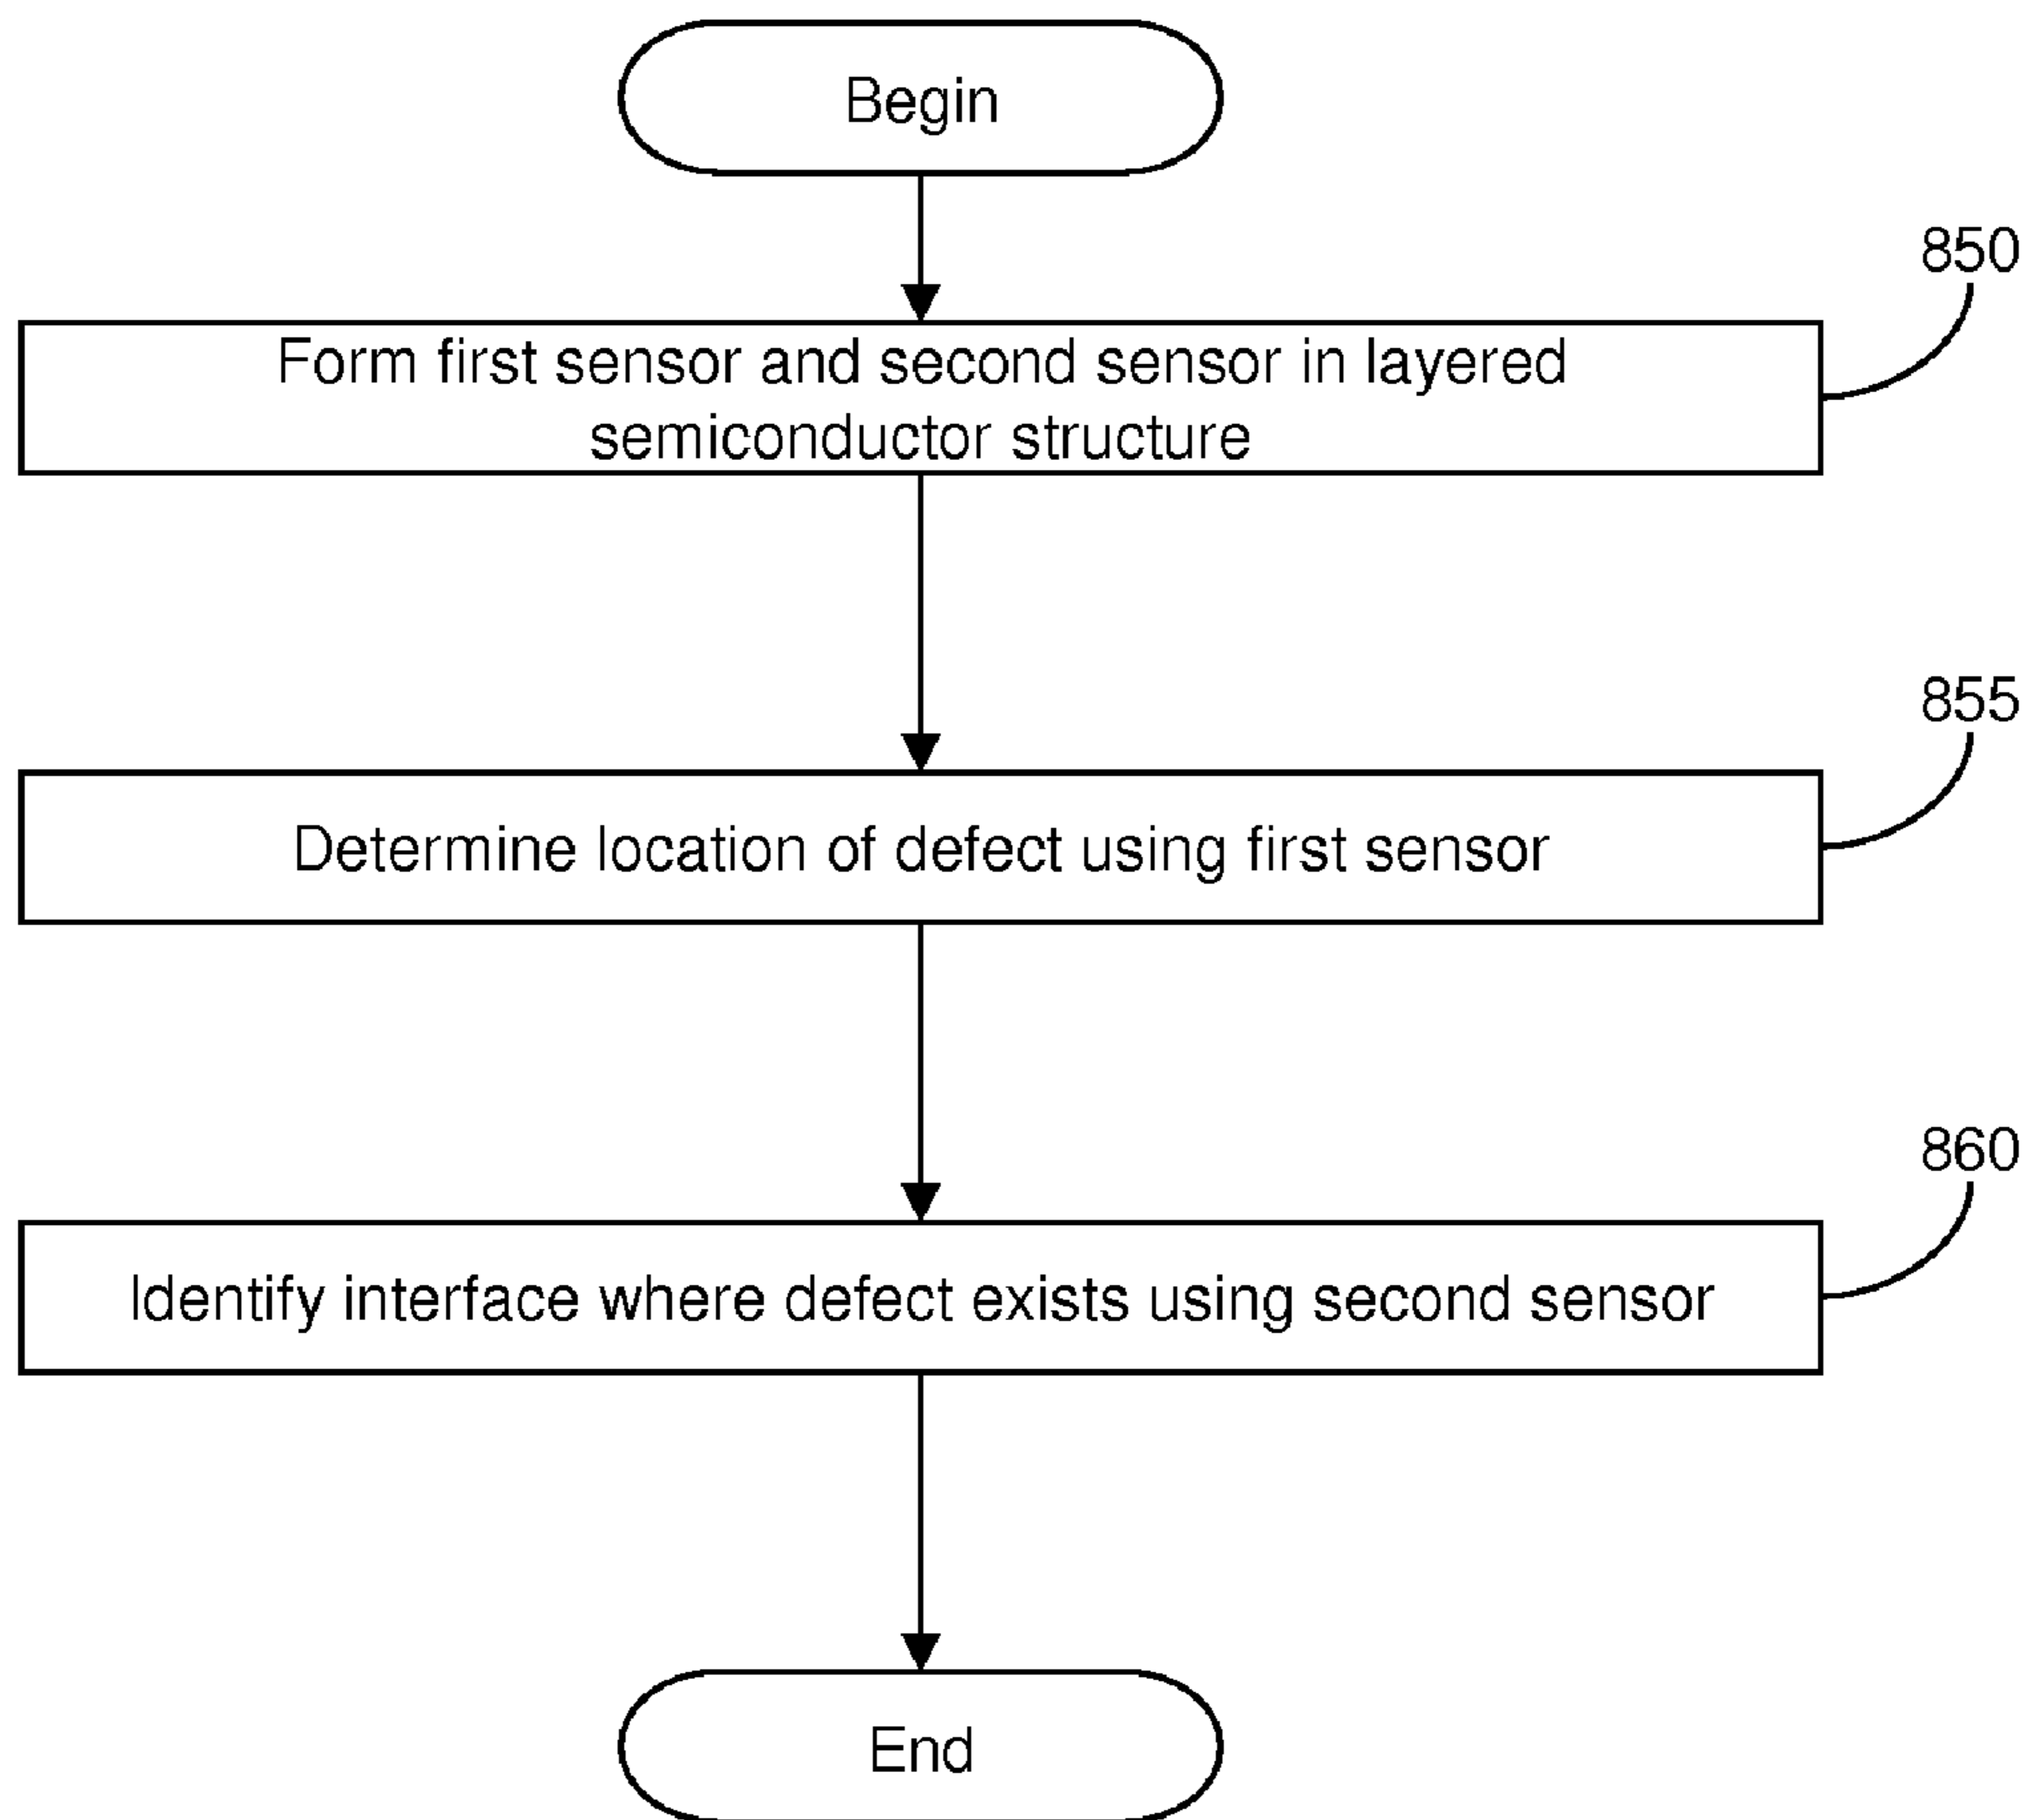 Begin
850
Form first sensor and second sensor in layered
semiconductor structure
855
Determine location of defect using first sensor
860
Identify interface where defect exists using second sensor
End